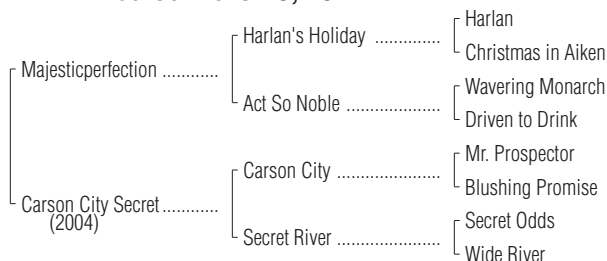 Harlan
Harlan's Holiday ..............
Christmas in Aiken
Majesticperfection ............
Wavering Monarch
Act So Noble .....................
Driven to Drink
Mr. Prospector
Carson City .......................
Blushing Promise
Carson City Secret ............
(2004)
Secret Odds
Secret River ......................
Wide River